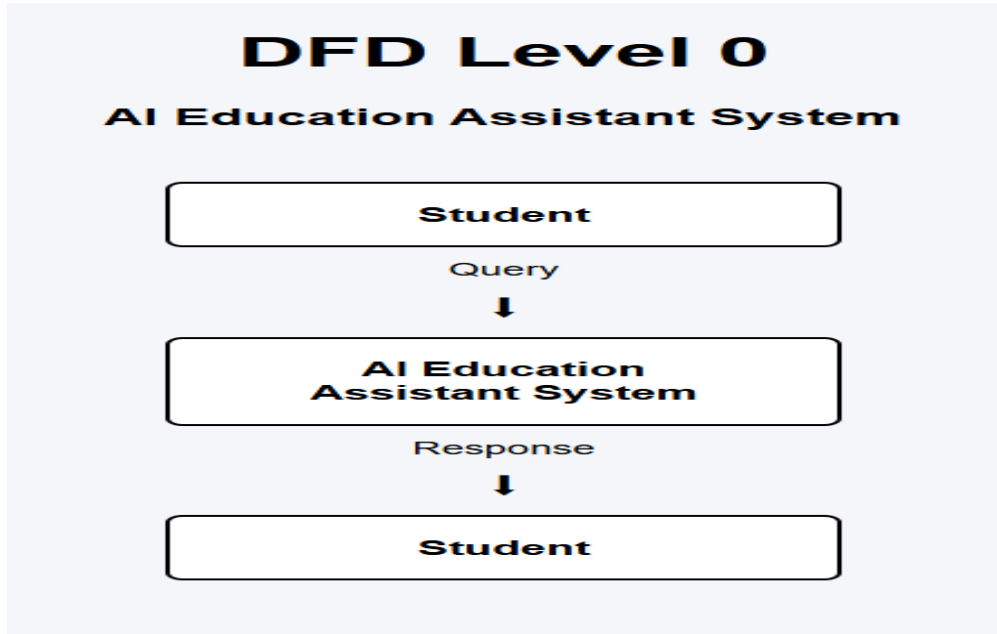 DFD Level 0
AI Education Assistant System
Student
Query
⬇
AI Education
Assistant System
Response
⬇
Student